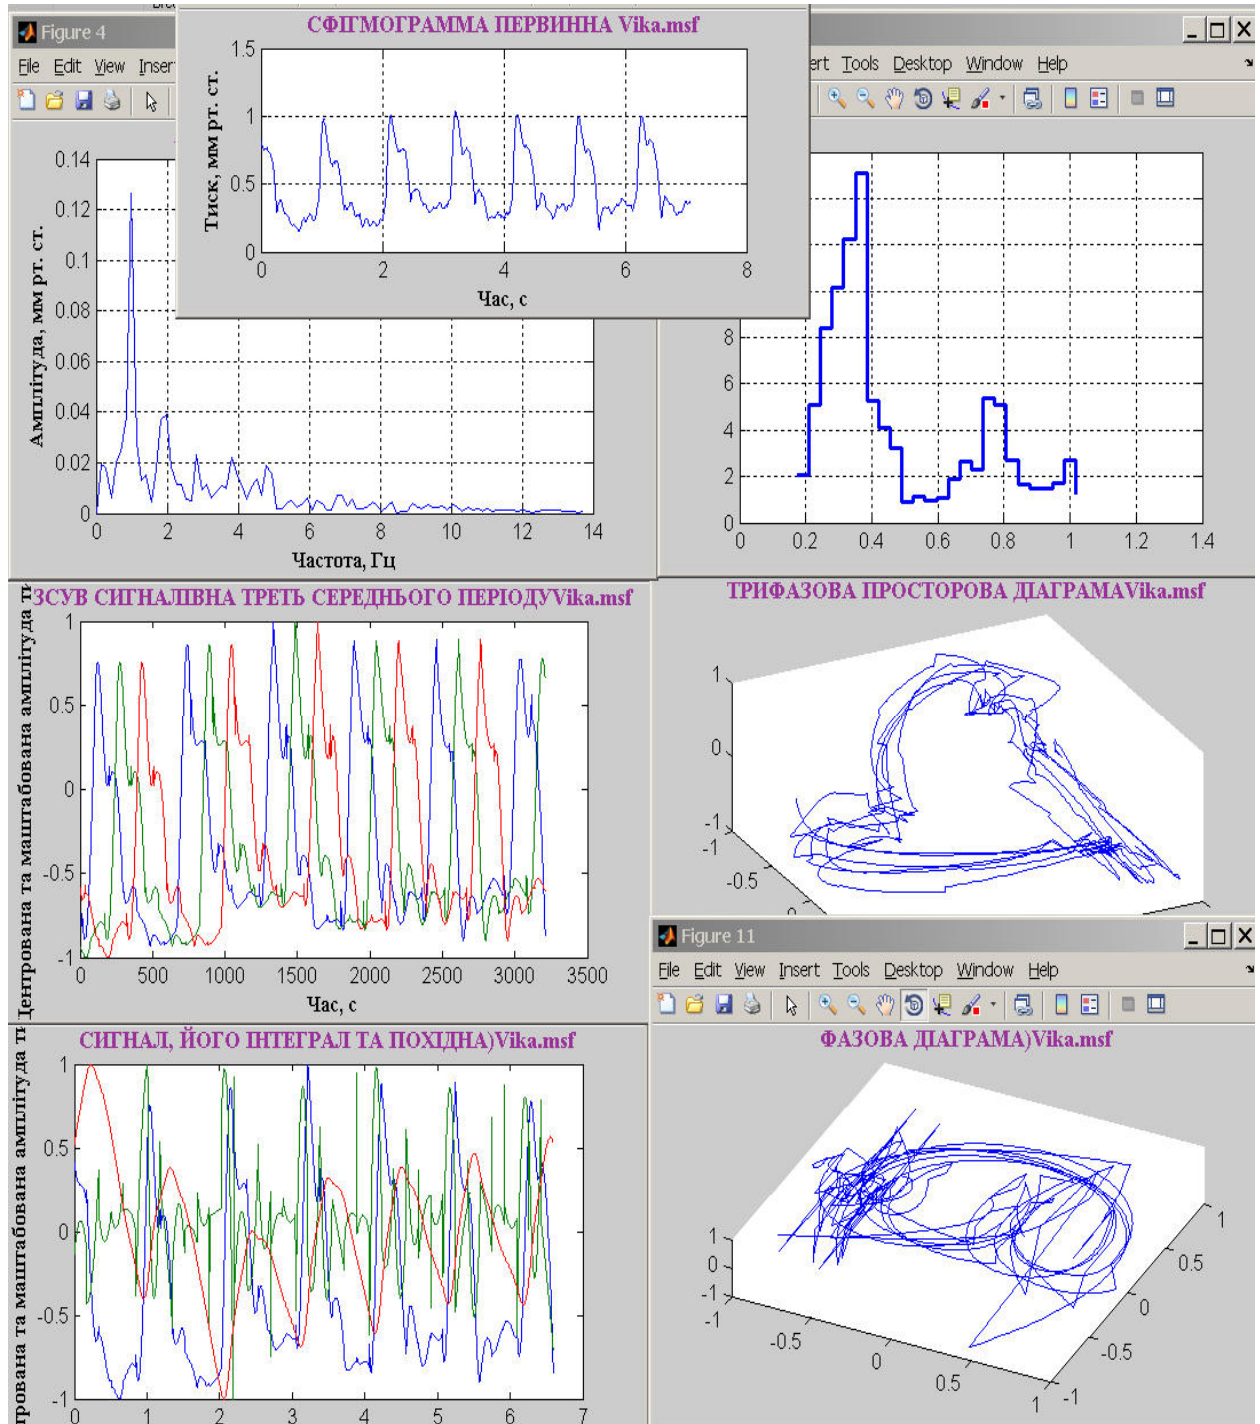 Figure 4
File Edit View Inser
СФІГМОГРАММА ПЕРВИННА Vika.msf
Тиск, мм рт. ст.
1.5
1
0.5
0
0 2 4 6 8
Час, с
ert Tools Desktop Window Help
Амплітуда, мм рт. ст.
0.14
0.12
0.1
0.08
0.06
0.04
0.02
0
0 2 4 6 8 10 12 14
Частота, Гц
8
6
4
2
0
0 0.2 0.4 0.6 0.8 1 1.2 1.4
ЗСУВ СИГНАЛІВНА ТРЕТЬ СЕРЕДНЬОГО ПЕРІОДУVika.msf
Центрована та маштабована амплітуда ти
1
0.5
0
-0.5
-1
0 500 1000 1500 2000 2500 3000 3500
Час, с
ТРИФАЗОВА ПРОСТОРОВА ДІАГРАМАVika.msf
1
0
-1
-1
-0.5
0
СИГНАЛ, ЙОГО ІНТЕГРАЛ ТА ПОХІДНА)Vika.msf
трована та маштабована амплітуда ти
1
0.5
0
-0.5
-1
0 1 2 3 4 5 6 7
Figure 11
File Edit View Insert Tools Desktop Window Help
ФАЗОВА ДІАГРАМА)Vika.msf
1
0
-1
-1
-0.5
0
0.5
1
-1
-0.5
0
0.5
1